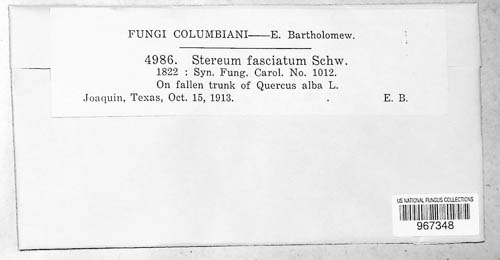 FUNGI COLUMBIANI—E. Bartholomew.
4986. Stereum fasciatum Schw.
1822 : Syn. Fung. Carol. No. 1012.
On fallen trunk of Quercus alba L.
Joaquin, Texas, Oct. 15, 1913. E. B.
US NATIONAL FUNGUS COLLECTIONS
967348